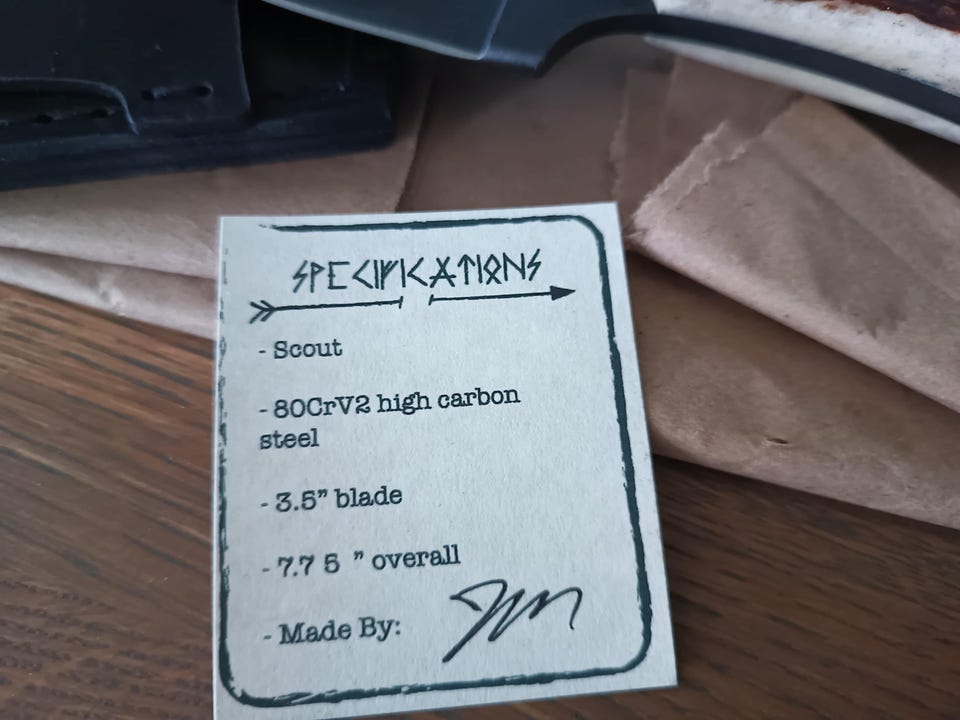 SPECIFICATIONS
- Scout
- 80CrV2 high carbon
steel
- 3.5" blade
- 7.7 5 " overall
- Made By: